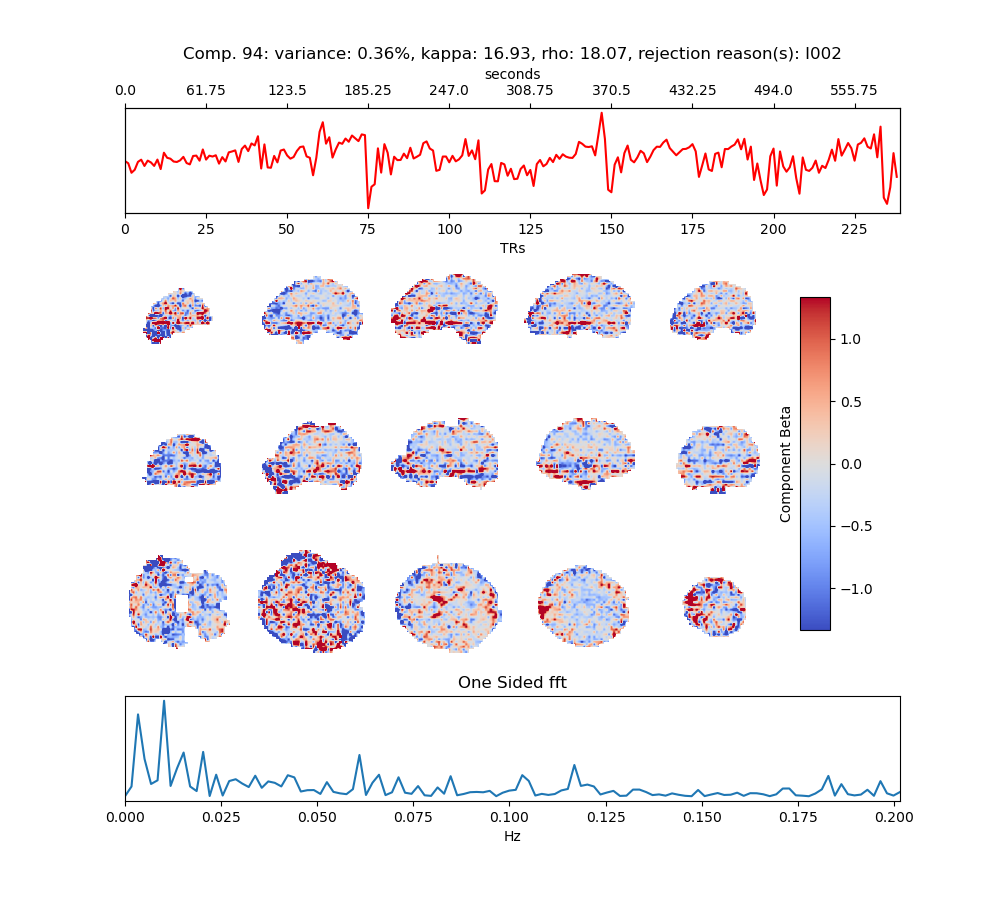 Comp. 94: variance: 0.36%, kappa: 16.93, rho: 18.07, rejection reason(s): I002
seconds
0.0 61.75 123.5 185.25 247.0 308.75 370.5 432.25 494.0 555.75
0 25 50 75 100 125 150 175 200 225
TRs
Component Beta
1.0
0.5
0.0
−0.5
−1.0
One Sided fft
0.000 0.025 0.050 0.075 0.100 0.125 0.150 0.175 0.200
Hz